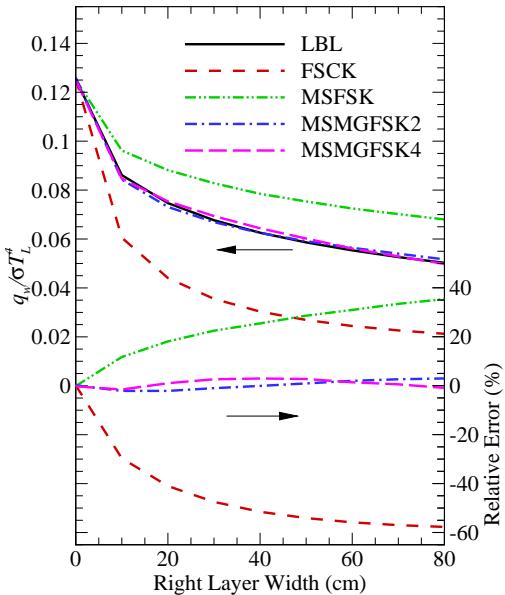 0.14
0.12
0.1
0.08
0.06
0.04
0.02
0
LBL
FSCK
MSFSK
MSMGFSK2
MSMGFSK4
q_w/σT_L^4
40
20
0
-20
-40
-60
Relative Error (%)
0
20
40
60
80
Right Layer Width (cm)